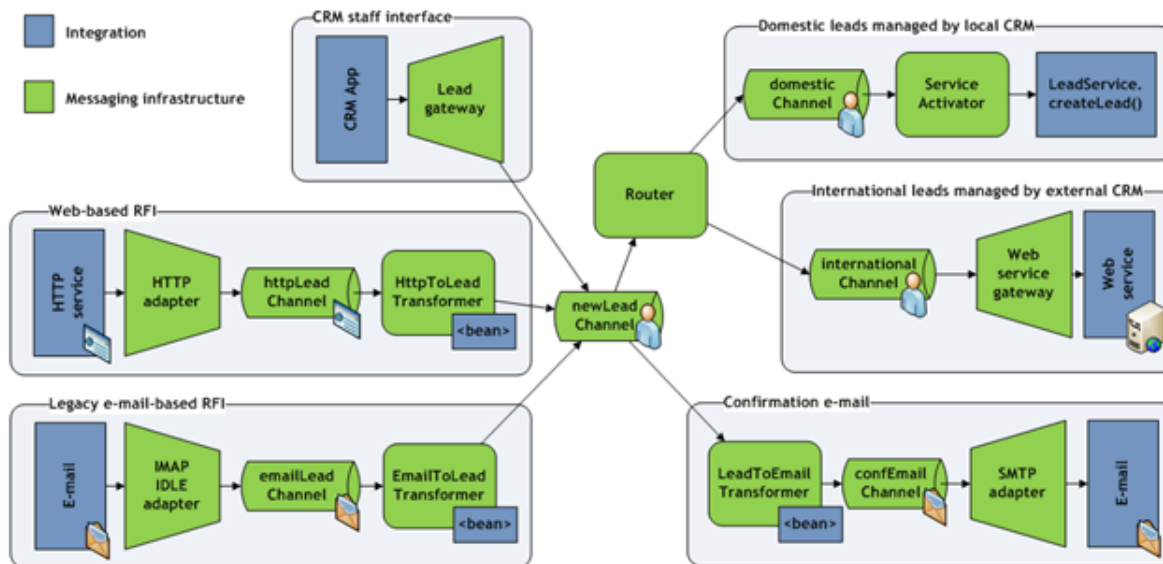 Integration
Messaging infrastructure
CRM staff interface
CRM App
Lead
gateway
Domestic leads managed by local CRM
domestic
Channel
Service
Activator
LeadService.
createLead()
Router
International leads managed by external CRM
international
Channel
Web
service
gateway
Web
service
Web-based RFI
HTTP
service
HTTP
adapter
httpLead
Channel
HttpToLead
Transformer
<bean>
newLead
Channel
Legacy e-mail-based RFI
E-mail
IMAP
IDLE
adapter
emailLead
Channel
EmailToLead
Transformer
<bean>
Confirmation e-mail
LeadToEmail
Transformer
<bean>
confEmail
Channel
SMTP
adapter
E-mail